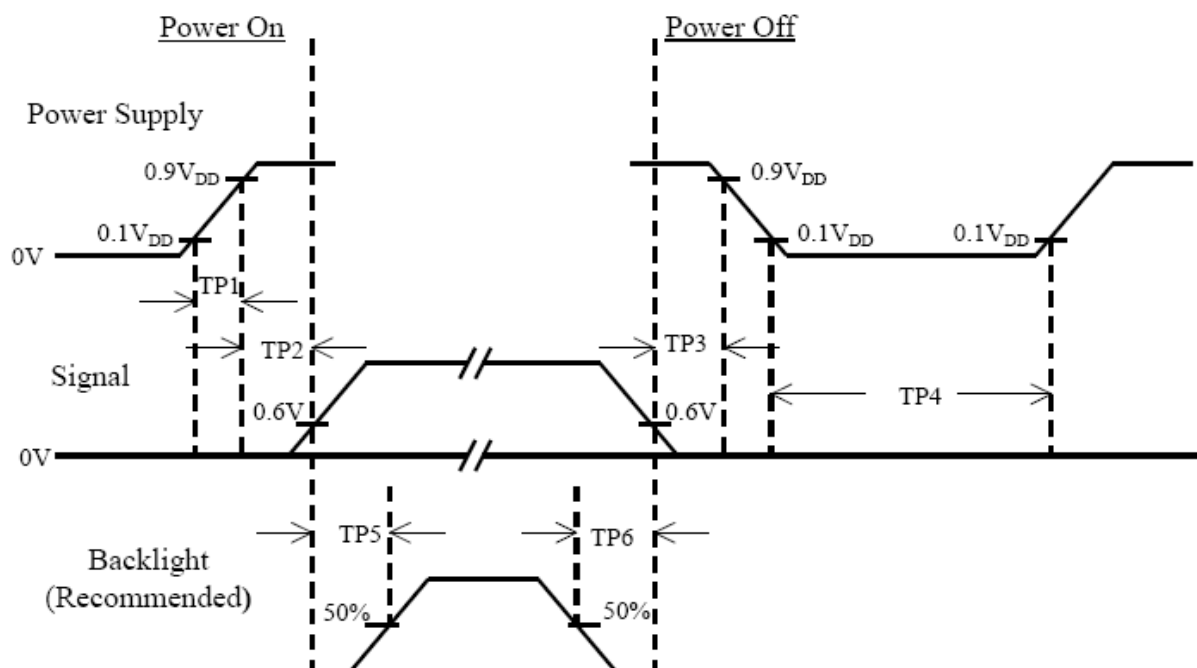 Power On
Power Off
Power Supply
0.9VDD
0.9VDD
0.1VDD
0.1VDD
0.1VDD
0V
TP1
TP2
TP3
Signal
TP4
0.6V
0.6V
0V
TP5
TP6
Backlight
(Recommended)
50%
50%